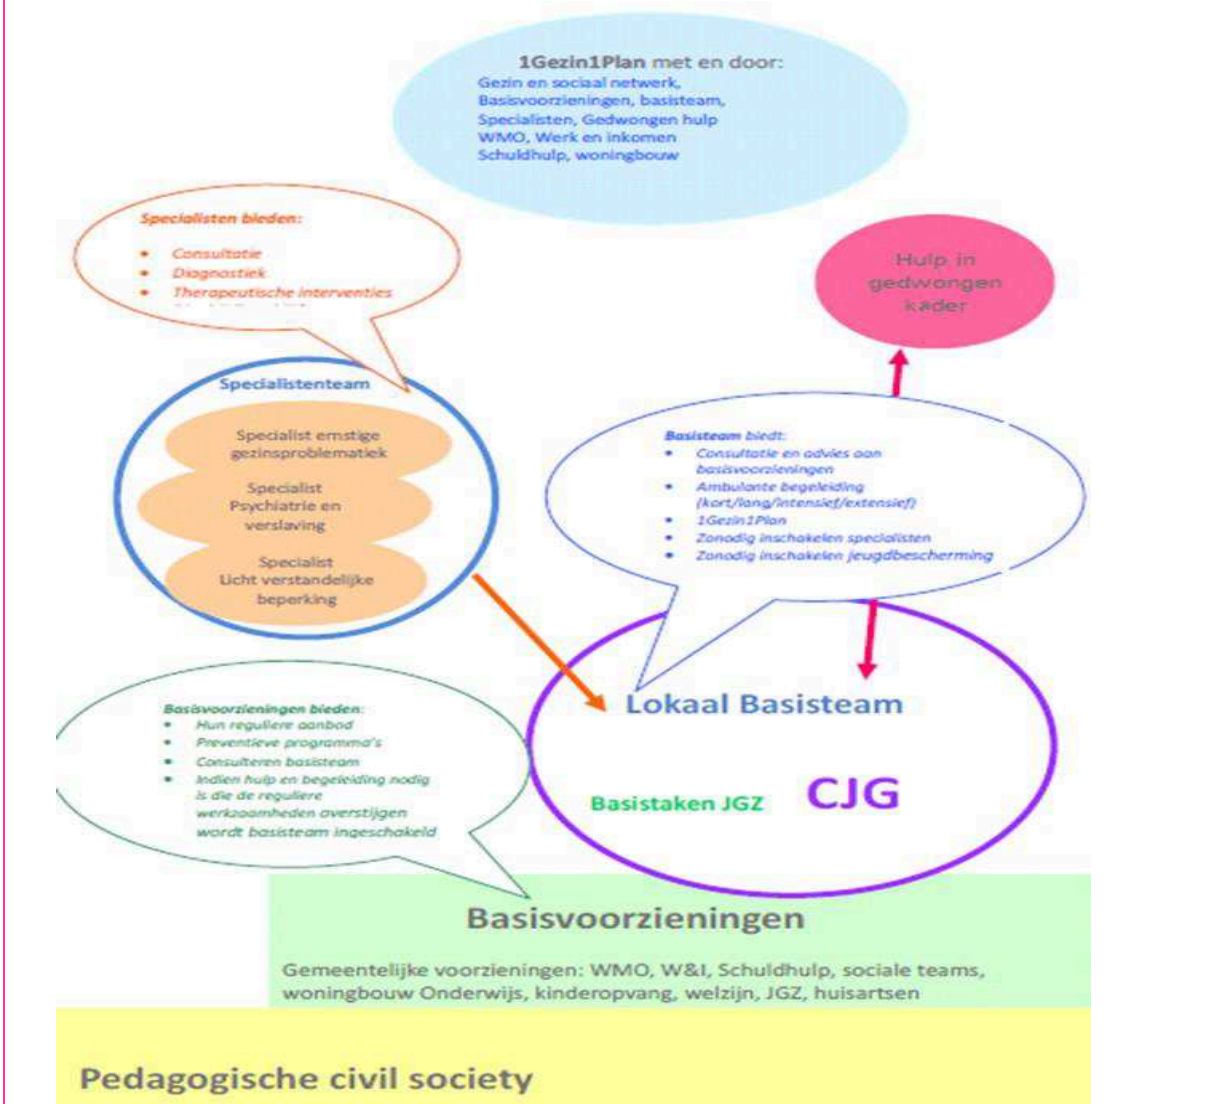 1Gezin1Plan met en door:
Gezin en sociaal netwerk,
Basisvoorzieningen, basisteam,
Specialisten, Gedwongen hulp
WMO, Werk en inkomen
Schuldhulp, woningbouw
Specialisten bieden:
• Consultatie
• Diagnostiek
• Therapeutische interventies
Hulp in
gedwongen
kader
Specialistenteam
Specialist ernstige
gezinsproblematiek
Specialist
Psychiatrie en
verslaving
Specialist
Licht verstandelijke
beperking
Basisteam biedt:
• Consultatie en advies aan
basisvoorzieningen
• Ambulante begeleiding
(kort/lang/intensief/extensief)
• 1Gezin1Plan
• Zonodig inschakelen specialisten
• Zonodig inschakelen jeugdbescherming
Basisvoorzieningen bieden:
• Hun reguliere aanbod
• Preventieve programma's
• Consulteren basisteam
• Indien hulp en begeleiding nodig
is die de reguliere
werkzaamheden overstijgen
wordt basisteam ingeschakeld
Lokaal Basisteam
Basistaken JGZ
CJG
Basisvoorzieningen
Gemeentelijke voorzieningen: WMO, W&I, Schuldhulp, sociale teams,
woningbouw Onderwijs, kinderopvang, welzijn, JGZ, huisartsen
Pedagogische civil society